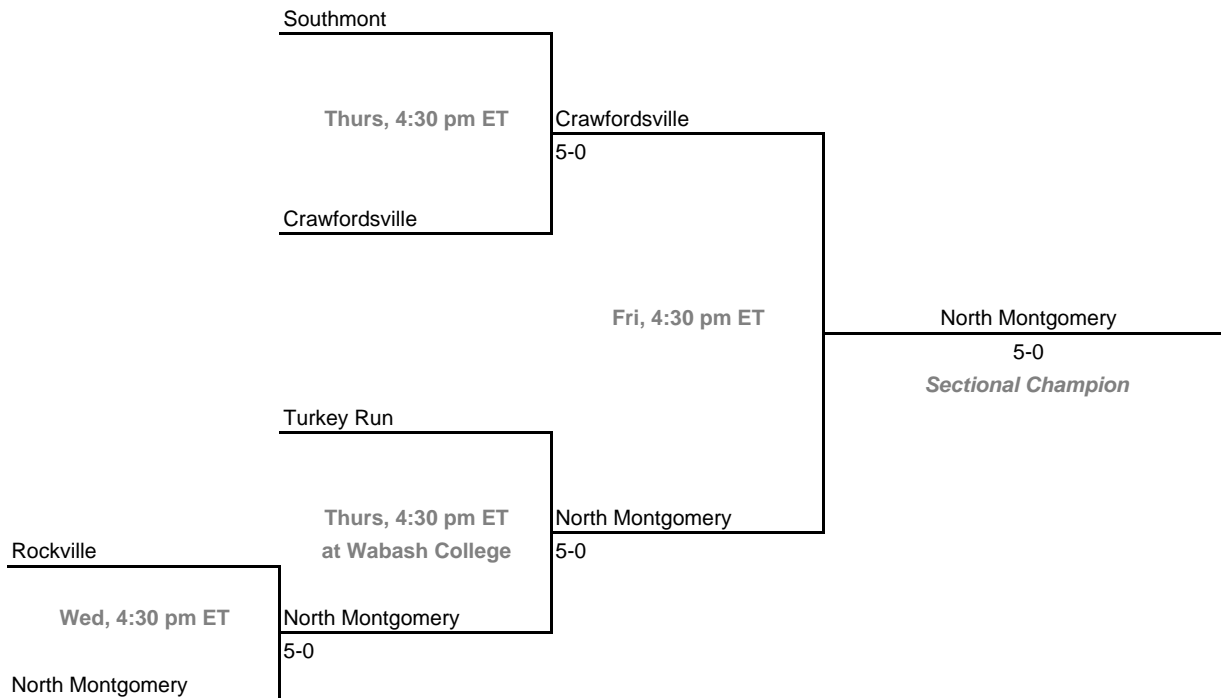 Southmont
Thurs, 4:30 pm ET
Crawfordsville
5-0
Crawfordsville
Fri, 4:30 pm ET
North Montgomery
5-0
Sectional Champion
Turkey Run
Thurs, 4:30 pm ET
at Wabash College
North Montgomery
5-0
Rockville
Wed, 4:30 pm ET
North Montgomery
5-0
North Montgomery